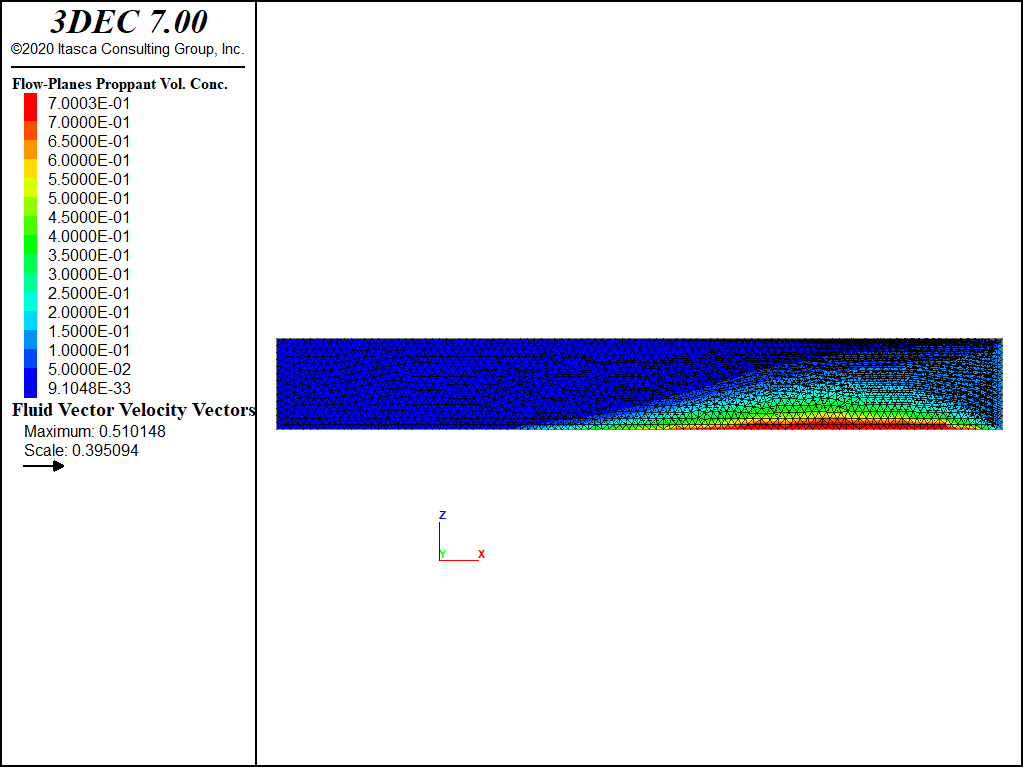 3DEC 7.00
©2020 Itasca Consulting Group, Inc.
Flow-Planes Proppant Vol. Conc.
7.0003E-01
7.0000E-01
6.5000E-01
6.0000E-01
5.5000E-01
5.0000E-01
4.5000E-01
4.0000E-01
3.5000E-01
3.0000E-01
2.5000E-01
2.0000E-01
1.5000E-01
1.0000E-01
5.0000E-02
9.1048E-33
Fluid Vector Velocity Vectors
Maximum: 0.510148
Scale: 0.395094
Z
Y X